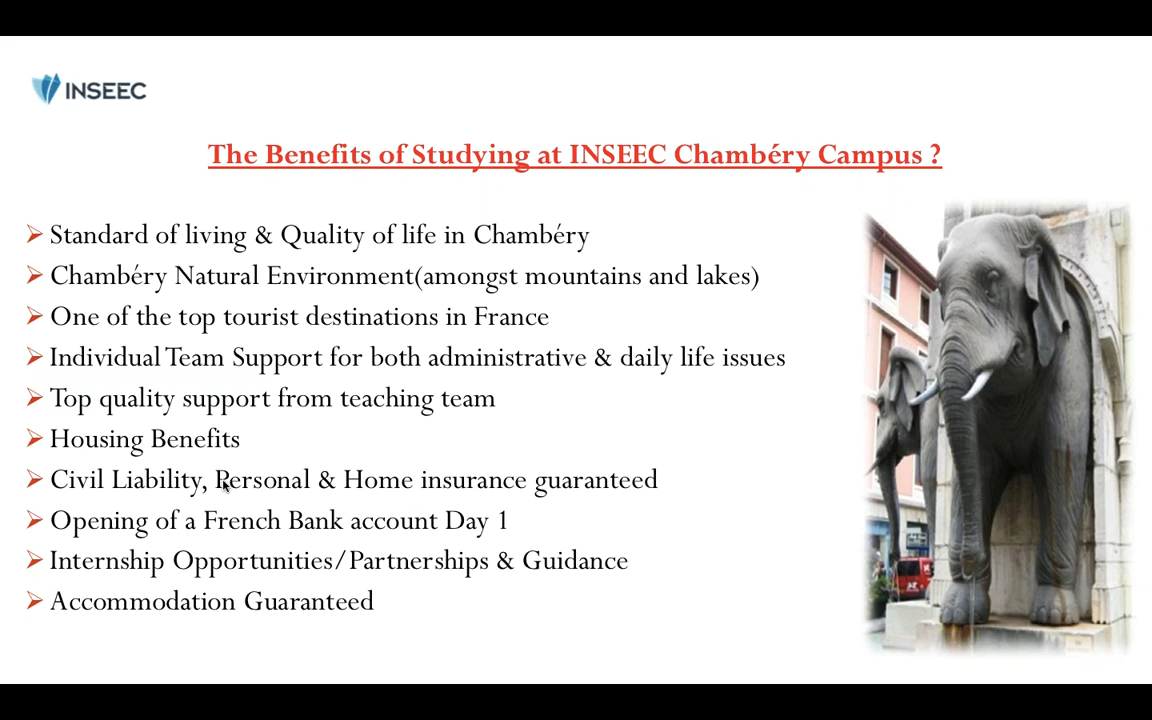 INSEEC
The Benefits of Studying at INSEEC Chambéry Campus ?
Standard of living & Quality of life in Chambéry
Chambéry Natural Environment(amongst mountains and lakes)
One of the top tourist destinations in France
Individual Team Support for both administrative & daily life issues
Top quality support from teaching team
Housing Benefits
Civil Liability, Personal & Home insurance guaranteed
Opening of a French Bank account Day 1
Internship Opportunities/Partnerships & Guidance
Accommodation Guaranteed